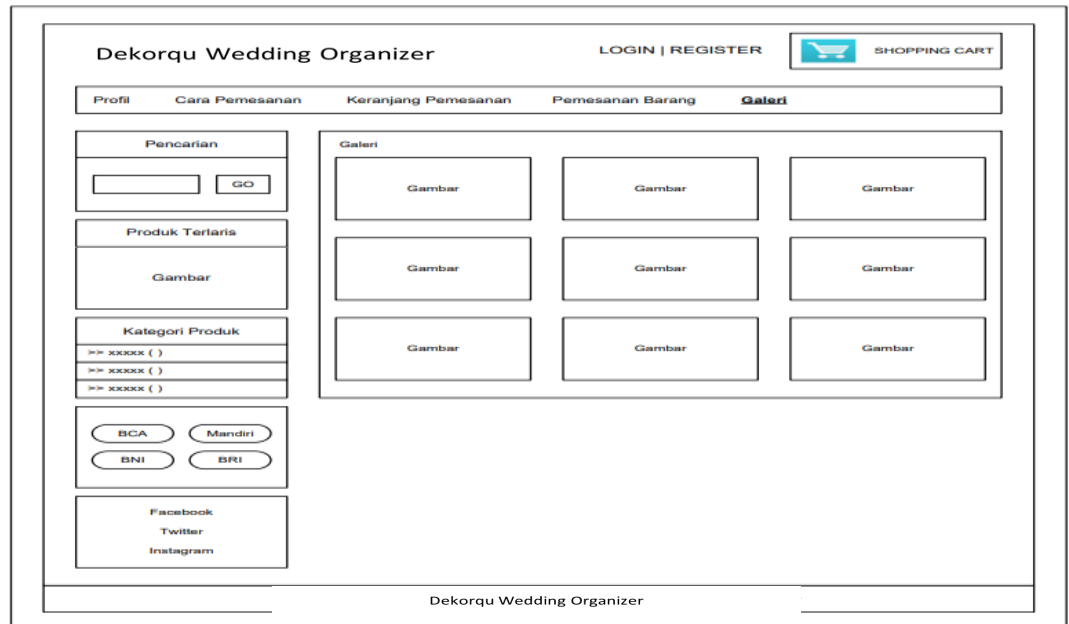 Dekorqu Wedding Organizer
LOGIN | REGISTER
SHOPPING CART
Profil Cara Pemesanan Keranjang Pemesanan Pemesanan Barang Galeri
Pencarian
GO
Produk Terlaris
Gambar
Kategori Produk
>> xxxxx ( )
>> xxxxx ( )
>> xxxxx ( )
BCA Mandiri
BNI BRI
Facebook
Twitter
Instagram
Galeri
Gambar Gambar Gambar
Gambar Gambar Gambar
Gambar Gambar Gambar
Dekorqu Wedding Organizer